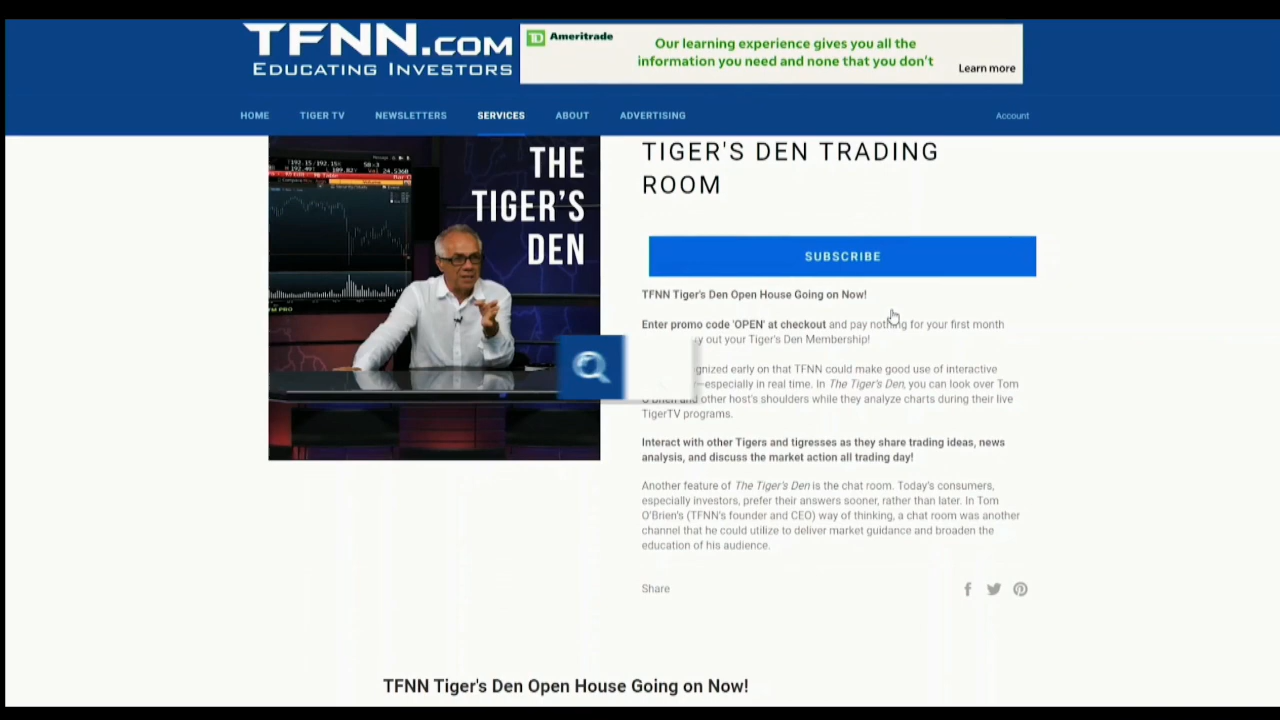 TFNN.COM
EDUCATING INVESTORS
TD Ameritrade
Our learning experience gives you all the
information you need and none that you don't
Learn more
HOME TIGER TV NEWSLETTERS SERVICES ABOUT ADVERTISING Account
THE
TIGER'S
DEN
TIGER'S DEN TRADING
ROOM
SUBSCRIBE
TFNN Tiger's Den Open House Going on Now!
Enter promo code 'OPEN' at checkout and pay nothing for your first month
out your Tiger's Den Membership!
early on that TFNN could make good use of interactive
—especially in real time. In The Tiger's Den, you can look over Tom
O'Brien and other host's shoulders while they analyze charts during their live
TigerTV programs.
Interact with other Tigers and tigresses as they share trading ideas, news
analysis, and discuss the market action all trading day!
Another feature of The Tiger's Den is the chat room. Today's consumers,
especially investors, prefer their answers sooner, rather than later. In Tom
O'Brien's (TFNN's founder and CEO) way of thinking, a chat room was another
channel that he could utilize to deliver market guidance and broaden the
education of his audience.
Share
TFNN Tiger's Den Open House Going on Now!